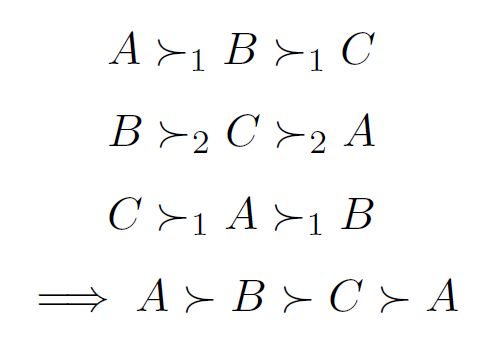 A ≻₁ B ≻₁ C
B ≻₂ C ≻₂ A
C ≻₁ A ≻₁ B
⟹ A ≻ B ≻ C ≻ A